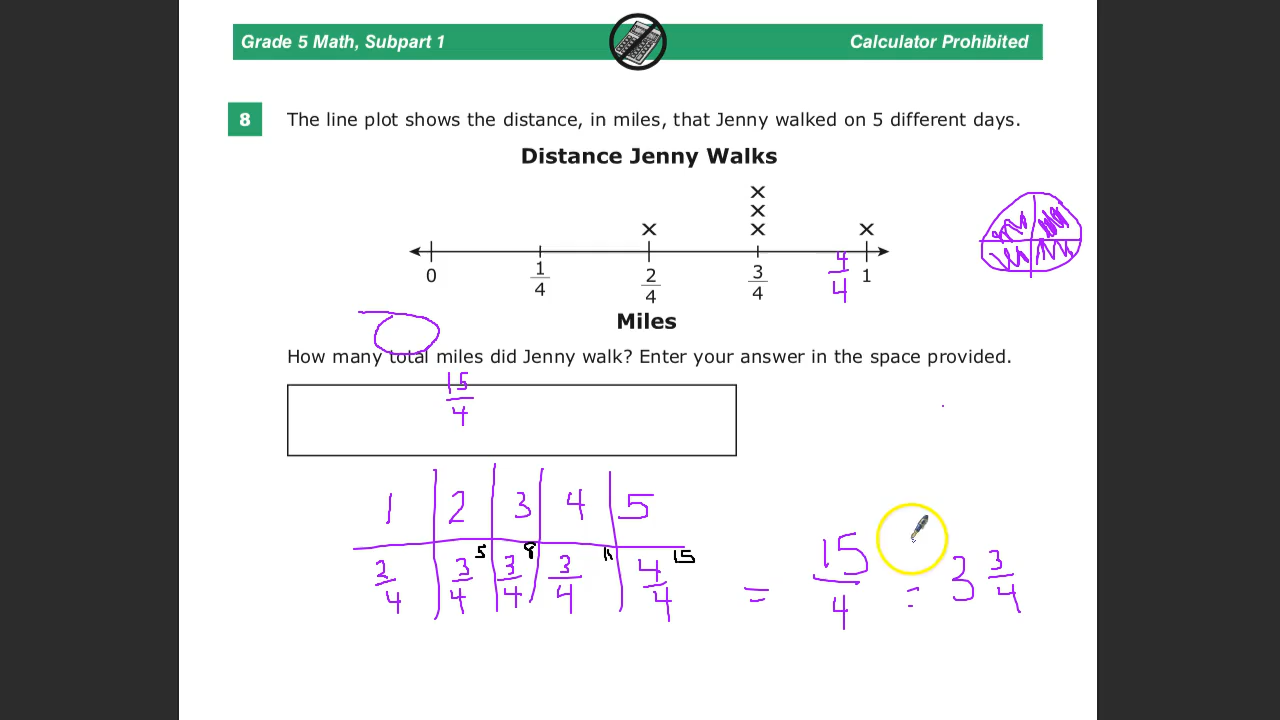 Grade 5 Math, Subpart 1 Calculator Prohibited
8 The line plot shows the distance, in miles, that Jenny walked on 5 different days.
Distance Jenny Walks
x
x
x x x
0 1/4 2/4 3/4 4/4 1
Miles
How many total miles did Jenny walk? Enter your answer in the space provided.
15/4
1 2 3 4 5
5 8 11 15
2/4 3/4 3/4 3/4 4/4 = 15/4 = 3 3/4